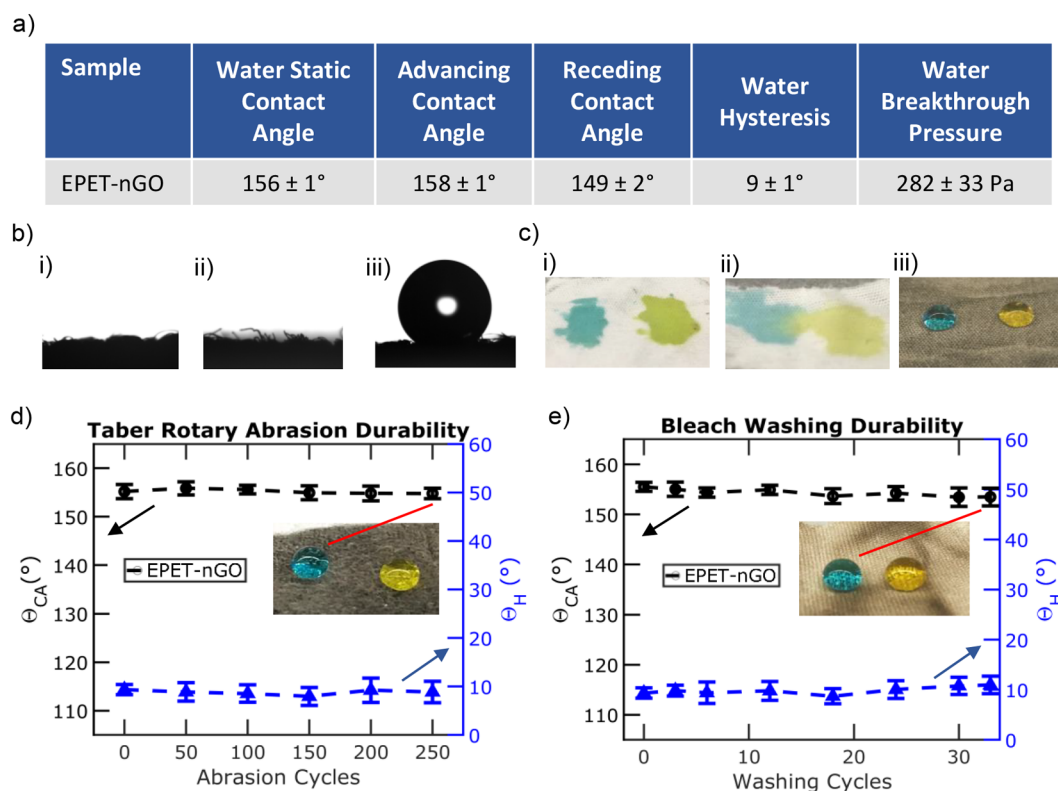 a)
Sample
Water Static
Contact
Angle
Advancing
Contact
Angle
Receding
Contact
Angle
Water
Hysteresis
Water
Breakthrough
Pressure
EPET-nGO
156 ± 1°
158 ± 1°
149 ± 2°
9 ± 1°
282 ± 33 Pa
b)
i)
ii)
iii)
c)
i)
ii)
iii)
d)
Taber Rotary Abrasion Durability
160
150
140
130
120
110
Θ_CA(°)
EPET-nGO
60
50
40
30
20
10
0
Θ_H(°)
0 50 100 150 200 250
Abrasion Cycles
e)
Bleach Washing Durability
160
150
140
130
120
110
Θ_CA(°)
EPET-nGO
60
50
40
30
20
10
0
Θ_H(°)
0 10 20 30
Washing Cycles